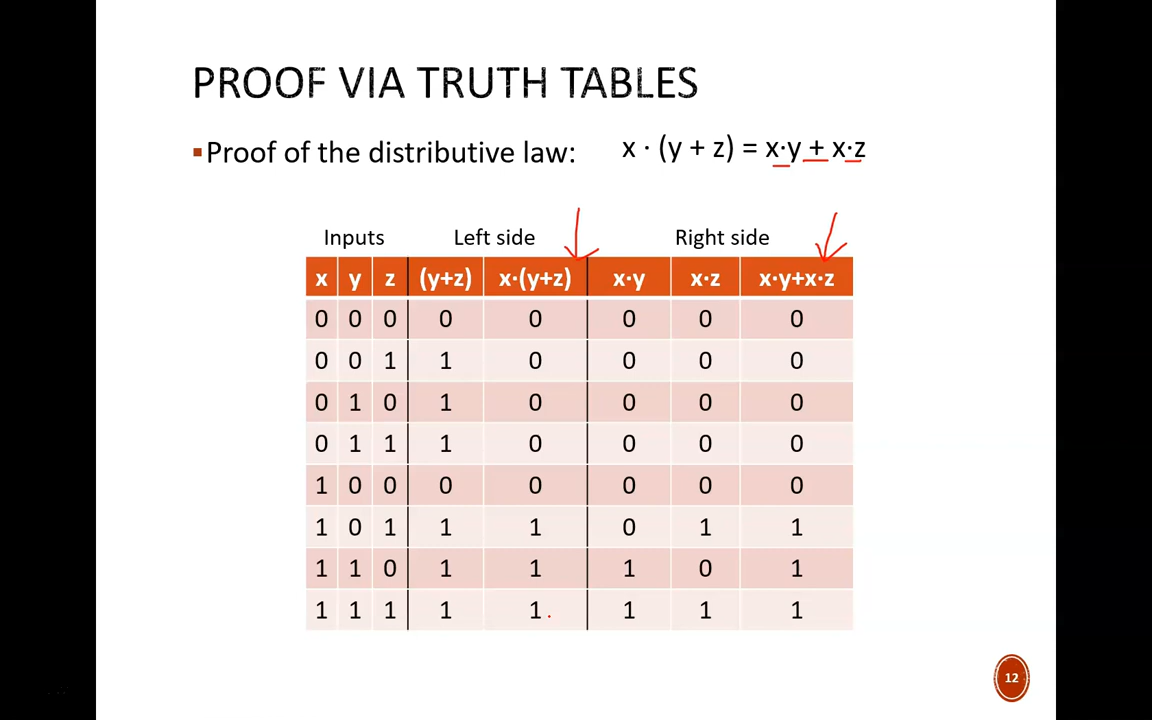 PROOF VIA TRUTH TABLES
▪Proof of the distributive law: x · (y + z) = x·y + x·z
Inputs Left side Right side
x y z (y+z) x·(y+z) x·y x·z x·y+x·z
0 0 0 0 0 0 0 0
0 0 1 1 0 0 0 0
0 1 0 1 0 0 0 0
0 1 1 1 0 0 0 0
1 0 0 0 0 0 0 0
1 0 1 1 1 0 1 1
1 1 0 1 1 1 0 1
1 1 1 1 1 1 1 1
12